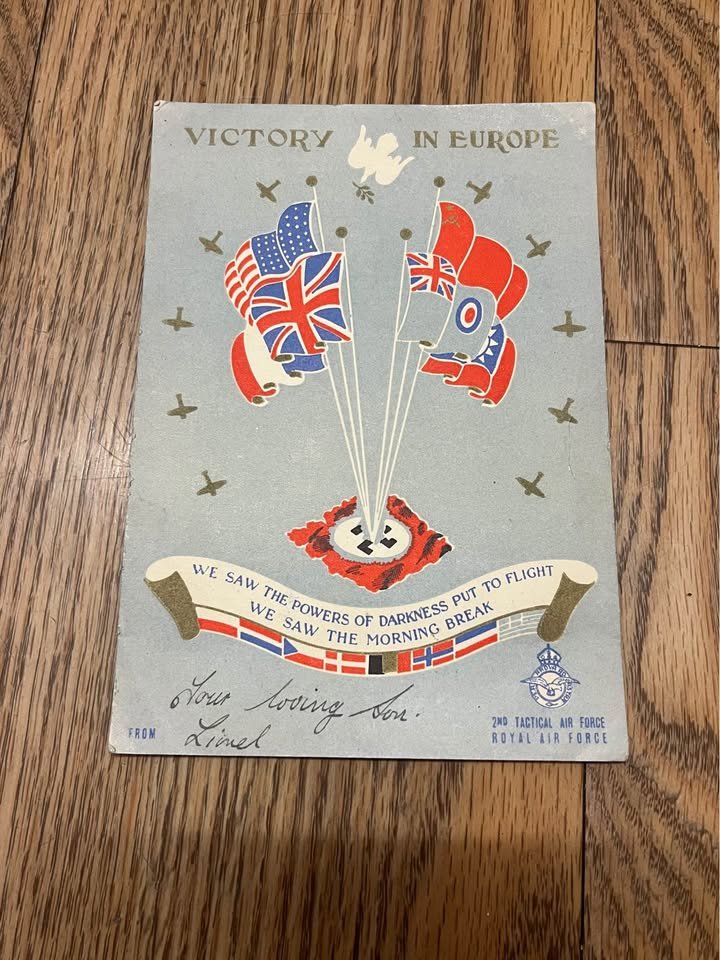 VICTORY IN EUROPE
WE SAW THE POWERS OF DARKNESS PUT TO FLIGHT
WE SAW THE MORNING BREAK
Your loving Son.
FROM Lionel
2ND TACTICAL AIR FORCE
ROYAL AIR FORCE